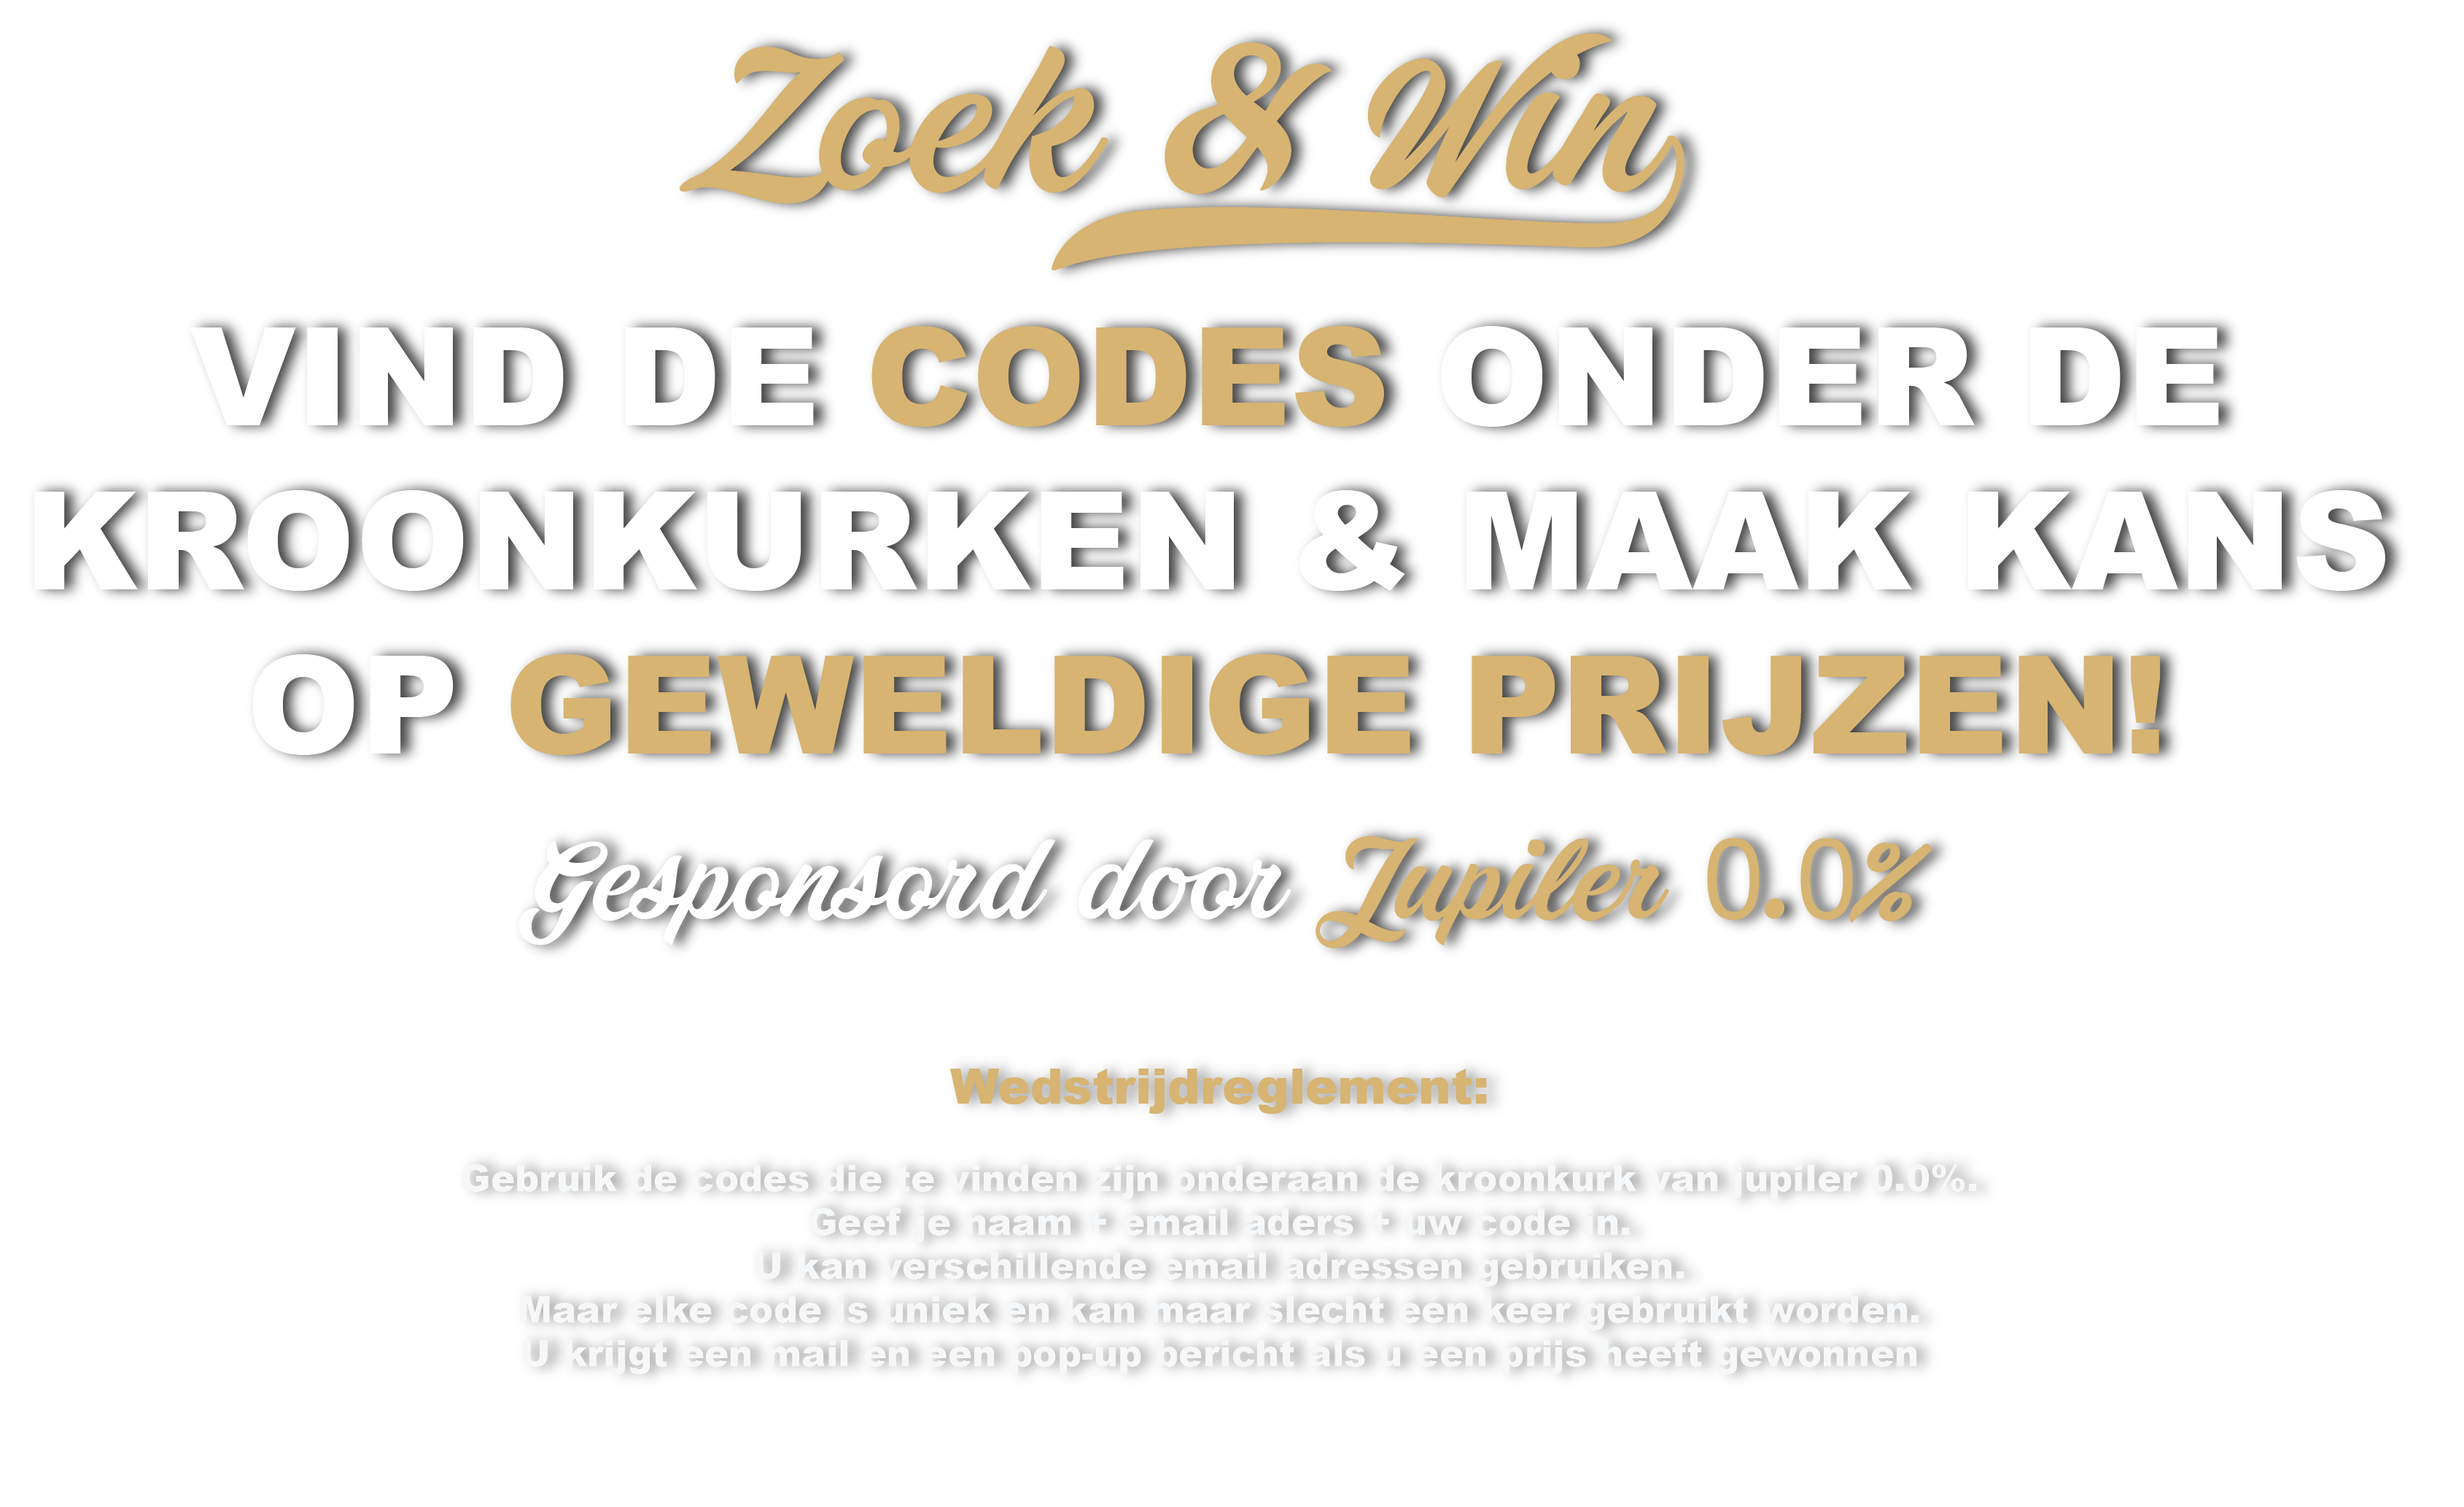 Zoek & Win
VIND DE CODES ONDER DE
KROONKURKEN & MAAK KANS
OP GEWELDIGE PRIJZEN!
Gesponsord door Jupiler 0.0%
Wedstrijdreglement:
Gebruik de codes die te vinden zijn onderaan de kroonkurk van jupiler 0.0%.
Geef je naam + email aders + uw code in.
U kan verschillende email adressen gebruiken.
Maar elke code is uniek en kan maar slecht één keer gebruikt worden.
U krijgt een mail en een pop-up bericht als u een prijs heeft gewonnen